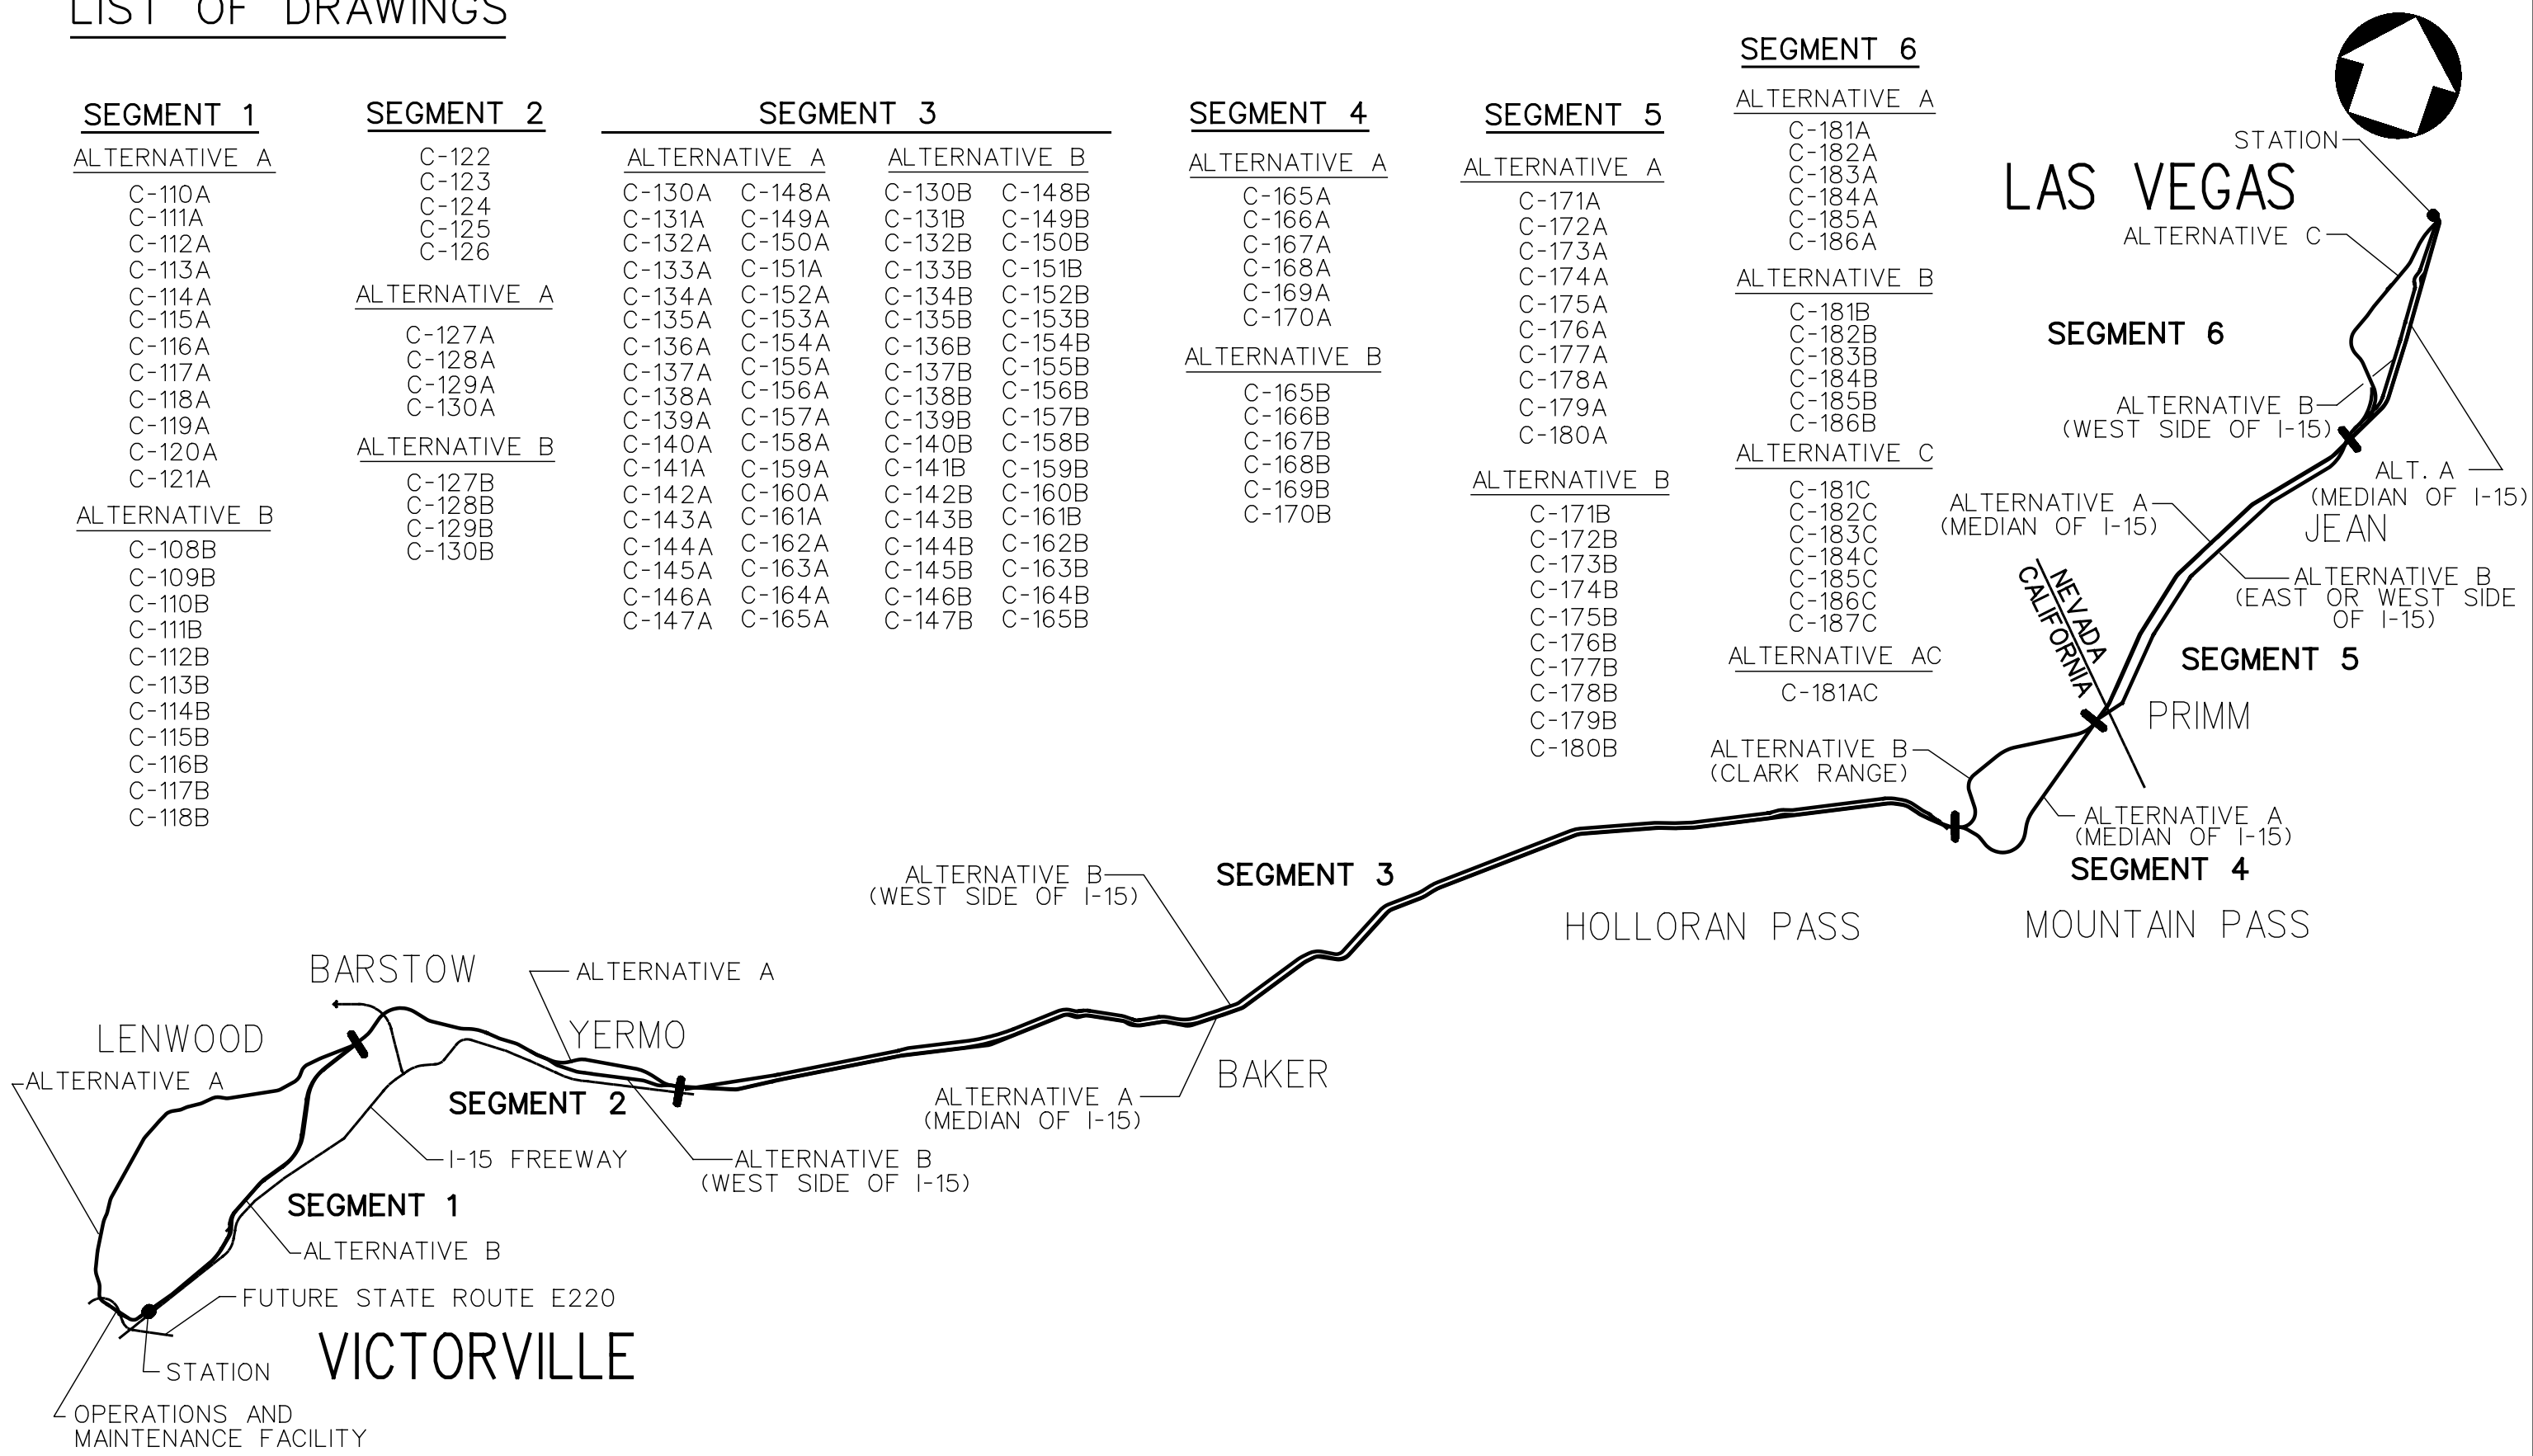 LIST OF DRAWINGS
SEGMENT 1
ALTERNATIVE A
C-110A
C-111A
C-112A
C-113A
C-114A
C-115A
C-116A
C-117A
C-118A
C-119A
C-120A
C-121A
ALTERNATIVE B
C-108B
C-109B
C-110B
C-111B
C-112B
C-113B
C-114B
C-115B
C-116B
C-117B
C-118B
SEGMENT 2
C-122
C-123
C-124
C-125
C-126
ALTERNATIVE A
C-127A
C-128A
C-129A
C-130A
ALTERNATIVE B
C-127B
C-128B
C-129B
C-130B
SEGMENT 3
ALTERNATIVE A
C-130A C-148A
C-131A C-149A
C-132A C-150A
C-133A C-151A
C-134A C-152A
C-135A C-153A
C-136A C-154A
C-137A C-155A
C-138A C-156A
C-139A C-157A
C-140A C-158A
C-141A C-159A
C-142A C-160A
C-143A C-161A
C-144A C-162A
C-145A C-163A
C-146A C-164A
C-147A C-165A
ALTERNATIVE B
C-130B C-148B
C-131B C-149B
C-132B C-150B
C-133B C-151B
C-134B C-152B
C-135B C-153B
C-136B C-154B
C-137B C-155B
C-138B C-156B
C-139B C-157B
C-140B C-158B
C-141B C-159B
C-142B C-160B
C-143B C-161B
C-144B C-162B
C-145B C-163B
C-146B C-164B
C-147B C-165B
SEGMENT 4
ALTERNATIVE A
C-165A
C-166A
C-167A
C-168A
C-169A
C-170A
ALTERNATIVE B
C-165B
C-166B
C-167B
C-168B
C-169B
C-170B
SEGMENT 5
ALTERNATIVE A
C-171A
C-172A
C-173A
C-174A
C-175A
C-176A
C-177A
C-178A
C-179A
C-180A
ALTERNATIVE B
C-171B
C-172B
C-173B
C-174B
C-175B
C-176B
C-177B
C-178B
C-179B
C-180B
SEGMENT 6
ALTERNATIVE A
C-181A
C-182A
C-183A
C-184A
C-185A
C-186A
ALTERNATIVE B
C-181B
C-182B
C-183B
C-184B
C-185B
C-186B
ALTERNATIVE C
C-181C
C-182C
C-183C
C-184C
C-185C
C-186C
C-187C
ALTERNATIVE AC
C-181AC
STATION
LAS VEGAS
ALTERNATIVE C
SEGMENT 6
ALTERNATIVE B
(WEST SIDE OF I-15)
ALT. A
(MEDIAN OF I-15)
JEAN
ALTERNATIVE A
(MEDIAN OF I-15)
ALTERNATIVE B
(EAST OR WEST SIDE
OF I-15)
NEVADA
CALIFORNIA
SEGMENT 5
PRIMM
ALTERNATIVE B
(CLARK RANGE)
ALTERNATIVE A
(MEDIAN OF I-15)
SEGMENT 4
MOUNTAIN PASS
HOLLORAN PASS
SEGMENT 3
ALTERNATIVE B
(WEST SIDE OF I-15)
BAKER
ALTERNATIVE A
(MEDIAN OF I-15)
BARSTOW
ALTERNATIVE A
YERMO
LENWOOD
ALTERNATIVE A
SEGMENT 2
I-15 FREEWAY
ALTERNATIVE B
(WEST SIDE OF I-15)
SEGMENT 1
ALTERNATIVE B
FUTURE STATE ROUTE E220
VICTORVILLE
STATION
OPERATIONS AND
MAINTENANCE FACILITY